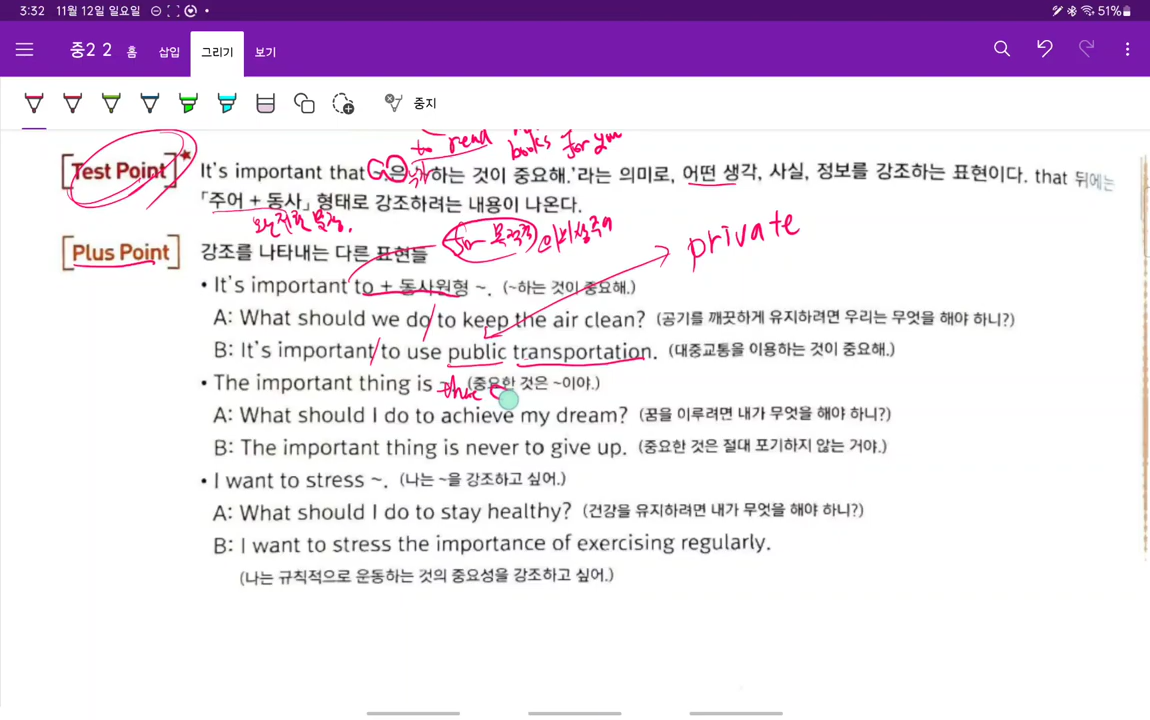 3:32 11월 12일 일요일 51%
중2 2 홈 삽입 그리기 보기
중지
to read books for you
Test Point It's important that 은 하는 것이 중요해.'라는 의미로, 어떤 생각, 사실, 정보를 강조하는 표현이다. that 뒤에는
「주어 + 동사」 형태로 강조하려는 내용이 나온다.
완전한 문장.
for 목적격 의미상주어
private
Plus Point 강조를 나타내는 다른 표현들
• It's important to + 동사원형 ~. (~하는 것이 중요해.)
A: What should we do to keep the air clean? (공기를 깨끗하게 유지하려면 우리는 무엇을 해야 하니?)
B: It's important to use public transportation. (대중교통을 이용하는 것이 중요해.)
• The important thing is (중요한 것은 ~이야.)
A: What should I do to achieve my dream? (꿈을 이루려면 내가 무엇을 해야 하니?)
B: The important thing is never to give up. (중요한 것은 절대 포기하지 않는 거야.)
• I want to stress ~. (나는 ~을 강조하고 싶어.)
A: What should I do to stay healthy? (건강을 유지하려면 내가 무엇을 해야 하니?)
B: I want to stress the importance of exercising regularly.
(나는 규칙적으로 운동하는 것의 중요성을 강조하고 싶어.)